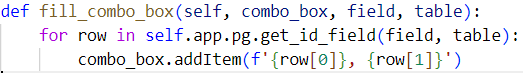 def fill_combo_box(self, combo_box, field, table):
    for row in self.app.pg.get_id_field(field, table):
        combo_box.addItem(f'{row[0]}, {row[1]}')